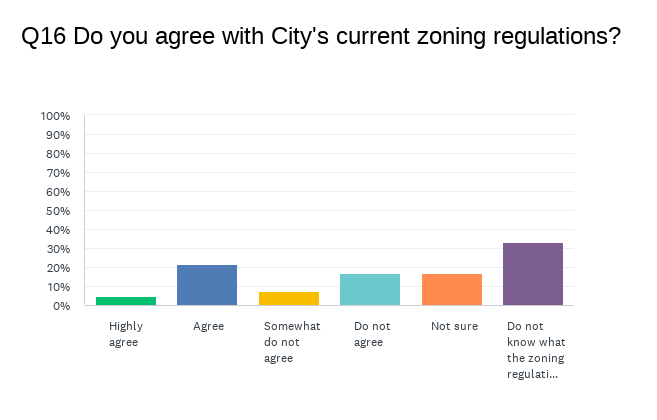 Q16 Do you agree with City's current zoning regulations?
100%
90%
80%
70%
60%
50%
40%
30%
20%
10%
0%
Highly
agree
Agree
Somewhat
do not
agree
Do not
agree
Not sure
Do not
know what
the zoning
regulati...